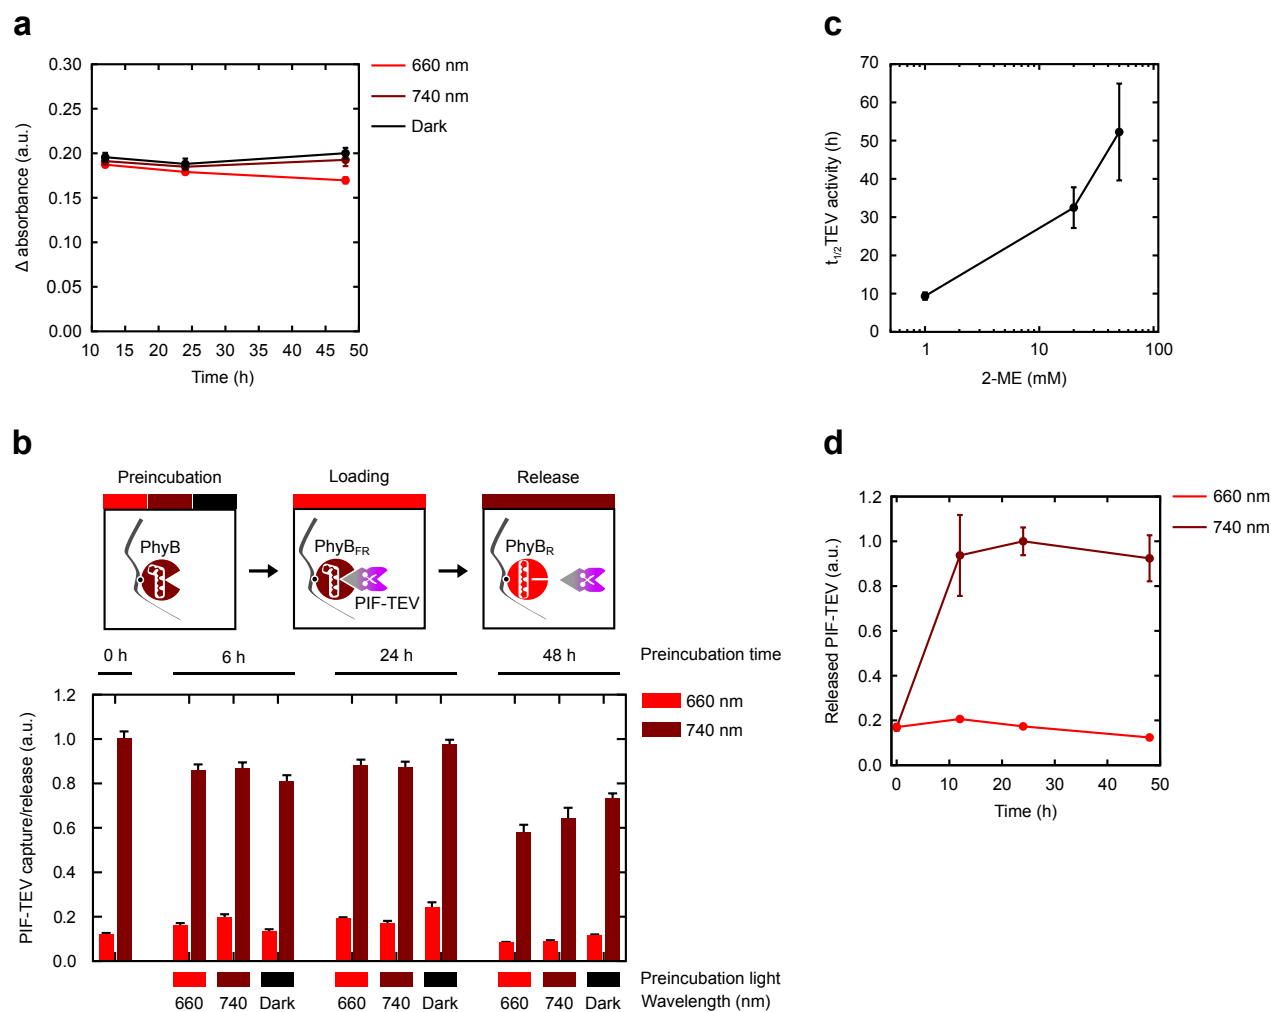 a
0.30
0.25
0.20
0.15
0.10
0.05
0.00
Δ absorbance (a.u.)
10 15 20 25 30 35 40 45 50
Time (h)
660 nm
740 nm
Dark
c
70
60
50
40
30
20
10
0
t1/2TEV activity (h)
1 10 100
2-ME (mM)
b
Preincubation Loading Release
PhyB PhyBFR PhyBR
PIF-TEV
0 h 6 h 24 h 48 h Preincubation time
1.2
1.0
0.8
0.6
0.4
0.2
0.0
PIF-TEV capture/release (a.u.)
660 nm
740 nm
660 740 Dark 660 740 Dark 660 740 Dark
Preincubation light
Wavelength (nm)
d
1.2
1.0
0.8
0.6
0.4
0.2
0.0
Released PIF-TEV (a.u.)
0 10 20 30 40 50
Time (h)
660 nm
740 nm